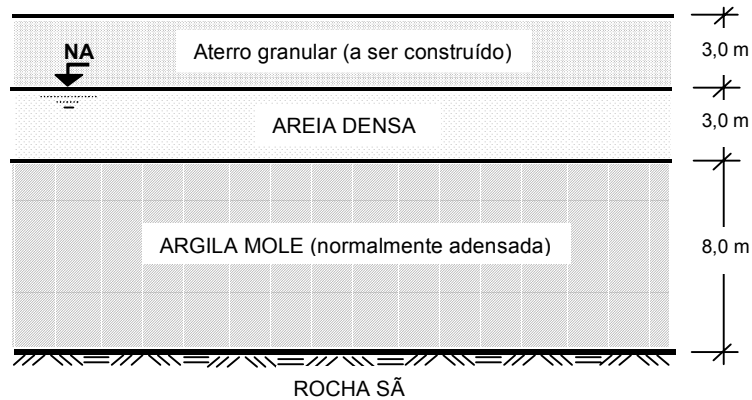 Aterro granular (a ser construído)
3,0 m
NA
AREIA DENSA
3,0 m
ARGILA MOLE (normalmente adensada)
8,0 m
ROCHA SÃ